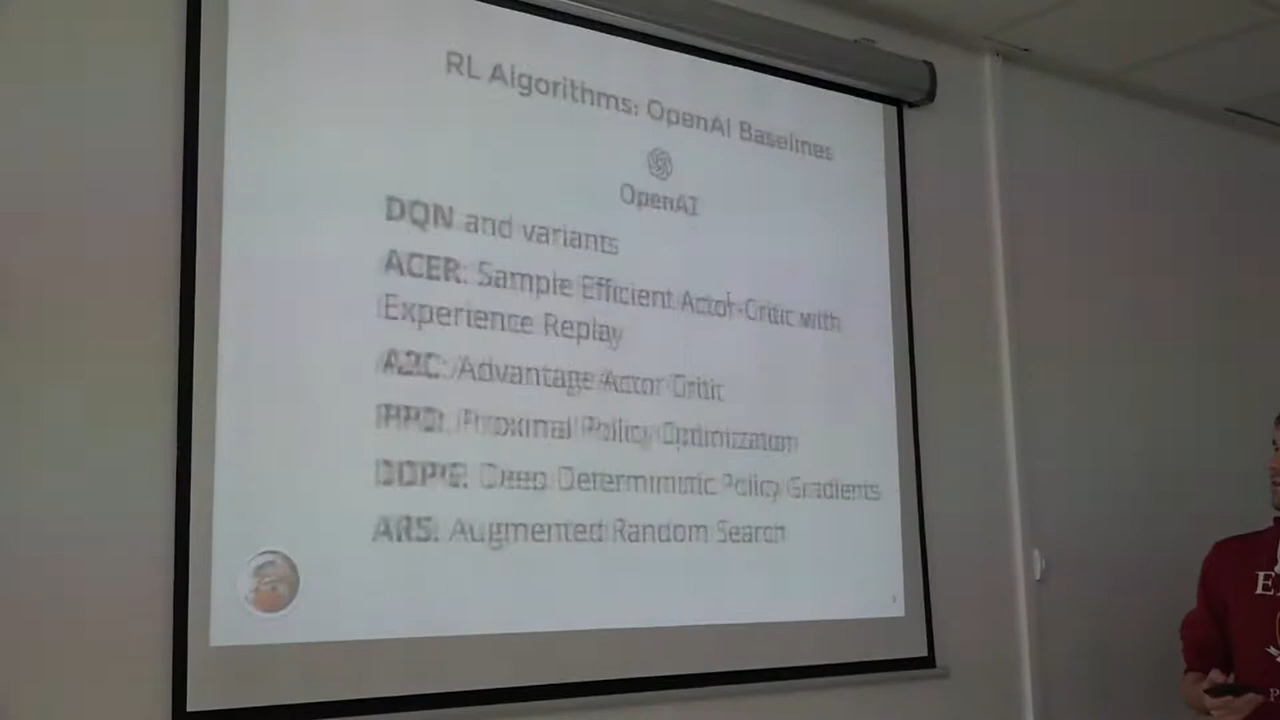 RL Algorithms: OpenAI Baselines
OpenAI
DQN and variants
ACER: Sample Efficient Actor-Critic with
Experience Replay
A2C: Advantage Actor Critic
PPO: Proximal Policy Optimization
DDPG: Deep Deterministic Policy Gradients
ARS: Augmented Random Search